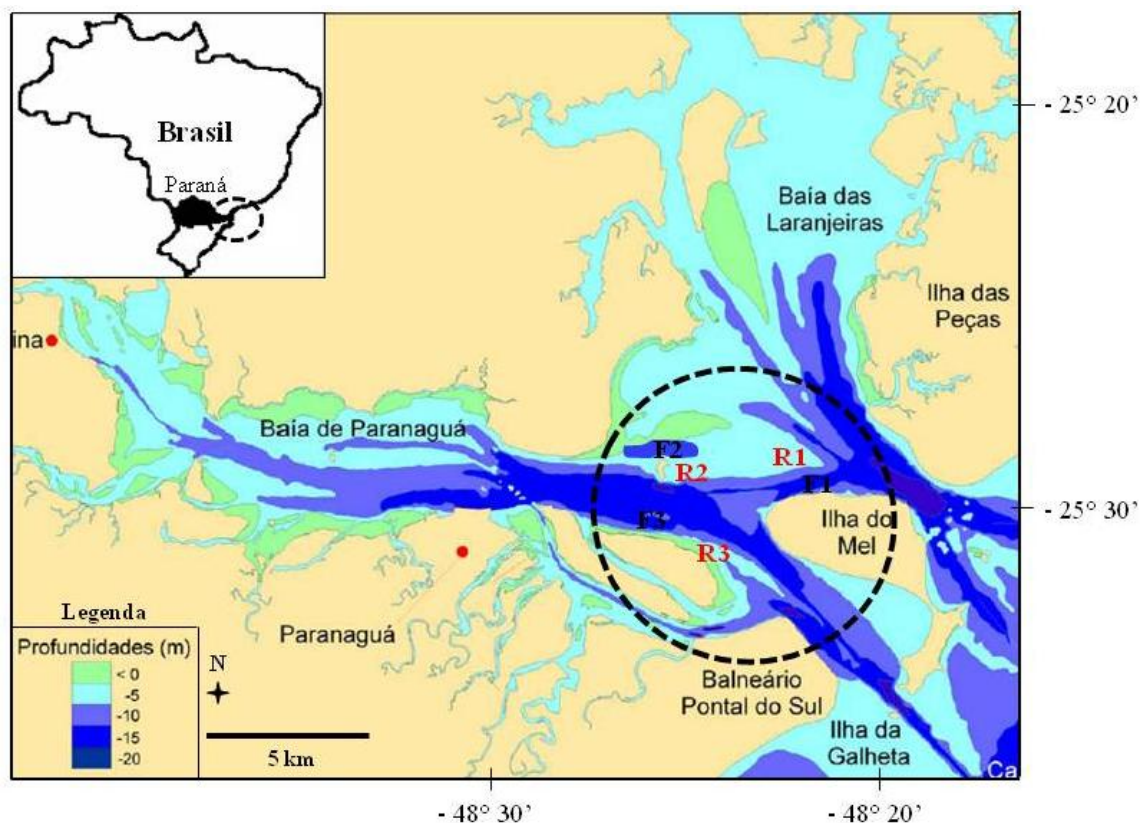 Brasil
Paraná
- 25° 20’
Baía das
Laranjeiras
Ilha das
Peças
ina
Baía de Paranaguá
F2
R1
R2
F1
F3
Ilha do
Mel
- 25° 30’
R3
Legenda
Profundidades (m)
< 0
-5
-10
-15
-20
N
5 km
Paranaguá
Balneário
Pontal do Sul
Ilha da
Galheta
Ca
- 48° 30’
- 48° 20’